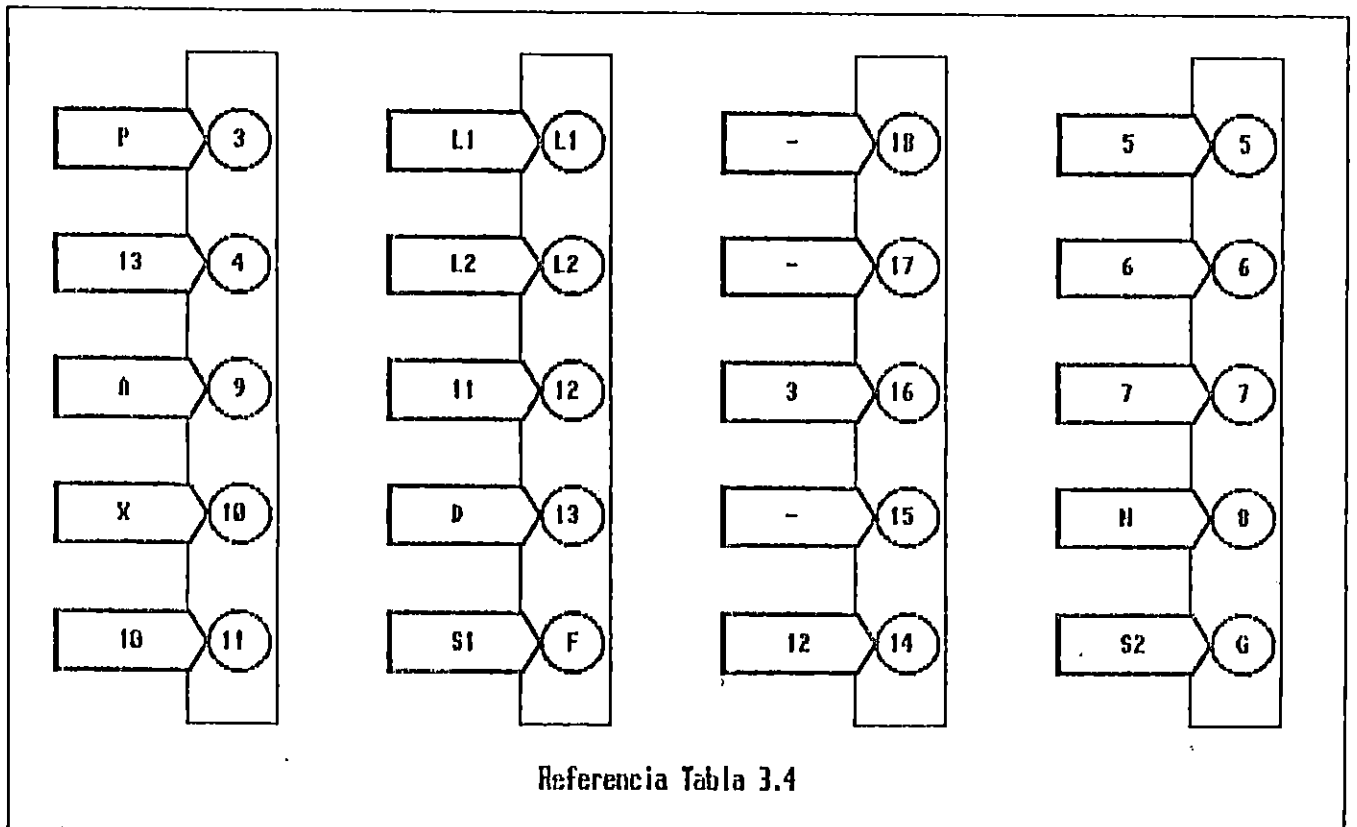 P 3 L1 L1 - 18 5 5
13 4 L2 L2 - 17 6 6
A 9 11 12 3 16 7 7
X 10 D 13 - 15 N 8
10 11 S1 F 12 14 S2 G
Referencia Tabla 3.4